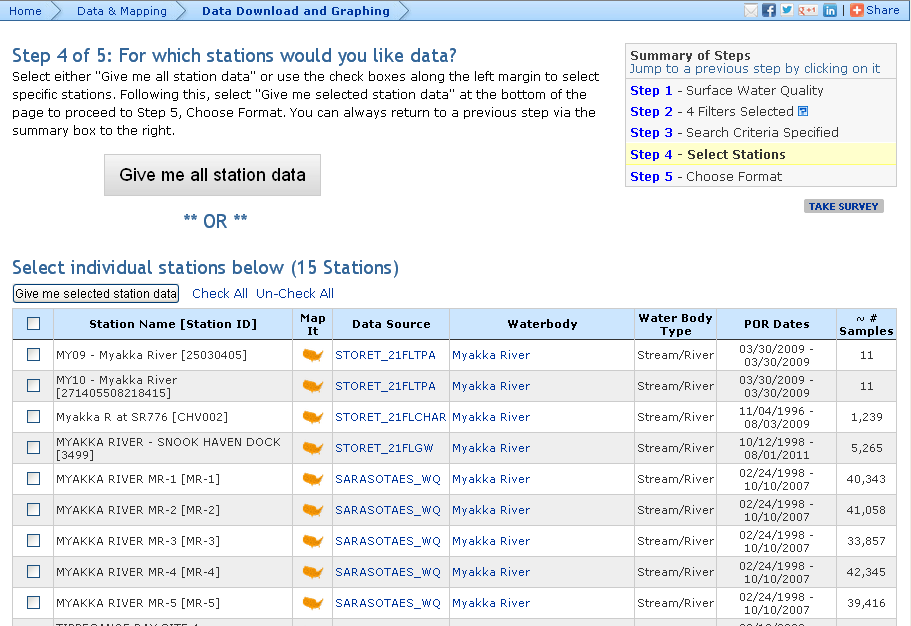 Home Data & Mapping Data Download and Graphing | Share
Step 4 of 5: For which stations would you like data?
Select either "Give me all station data" or use the check boxes along the left margin to select
specific stations. Following this, select "Give me selected station data" at the bottom of the
page to proceed to Step 5, Choose Format. You can always return to a previous step via the
summary box to the right.
Summary of Steps
Jump to a previous step by clicking on it
Step 1 - Surface Water Quality
Step 2 - 4 Filters Selected
Step 3 - Search Criteria Specified
Step 4 - Select Stations
Step 5 - Choose Format
TAKE SURVEY
Give me all station data
** OR **
Select individual stations below (15 Stations)
Give me selected station data Check All Un-Check All
Station Name [Station ID] Map It Data Source Waterbody Water Body Type POR Dates ~ # Samples
MY09 - Myakka River [25030405] STORET_21FLTPA Myakka River Stream/River 03/30/2009 - 03/30/2009 11
MY10 - Myakka River [271405508218415] STORET_21FLTPA Myakka River Stream/River 03/30/2009 - 03/30/2009 11
Myakka R at SR776 [CHV002] STORET_21FLCHAR Myakka River Stream/River 11/04/1996 - 08/03/2009 1,239
MYAKKA RIVER - SNOOK HAVEN DOCK [3499] STORET_21FLGW Myakka River Stream/River 10/12/1998 - 08/01/2011 5,265
MYAKKA RIVER MR-1 [MR-1] SARASOTAES_WQ Myakka River Stream/River 02/24/1998 - 10/10/2007 40,343
MYAKKA RIVER MR-2 [MR-2] SARASOTAES_WQ Myakka River Stream/River 02/24/1998 - 10/10/2007 41,058
MYAKKA RIVER MR-3 [MR-3] SARASOTAES_WQ Myakka River Stream/River 02/24/1998 - 10/10/2007 33,857
MYAKKA RIVER MR-4 [MR-4] SARASOTAES_WQ Myakka River Stream/River 02/24/1998 - 10/10/2007 42,345
MYAKKA RIVER MR-5 [MR-5] SARASOTAES_WQ Myakka River Stream/River 02/24/1998 - 10/10/2007 39,416